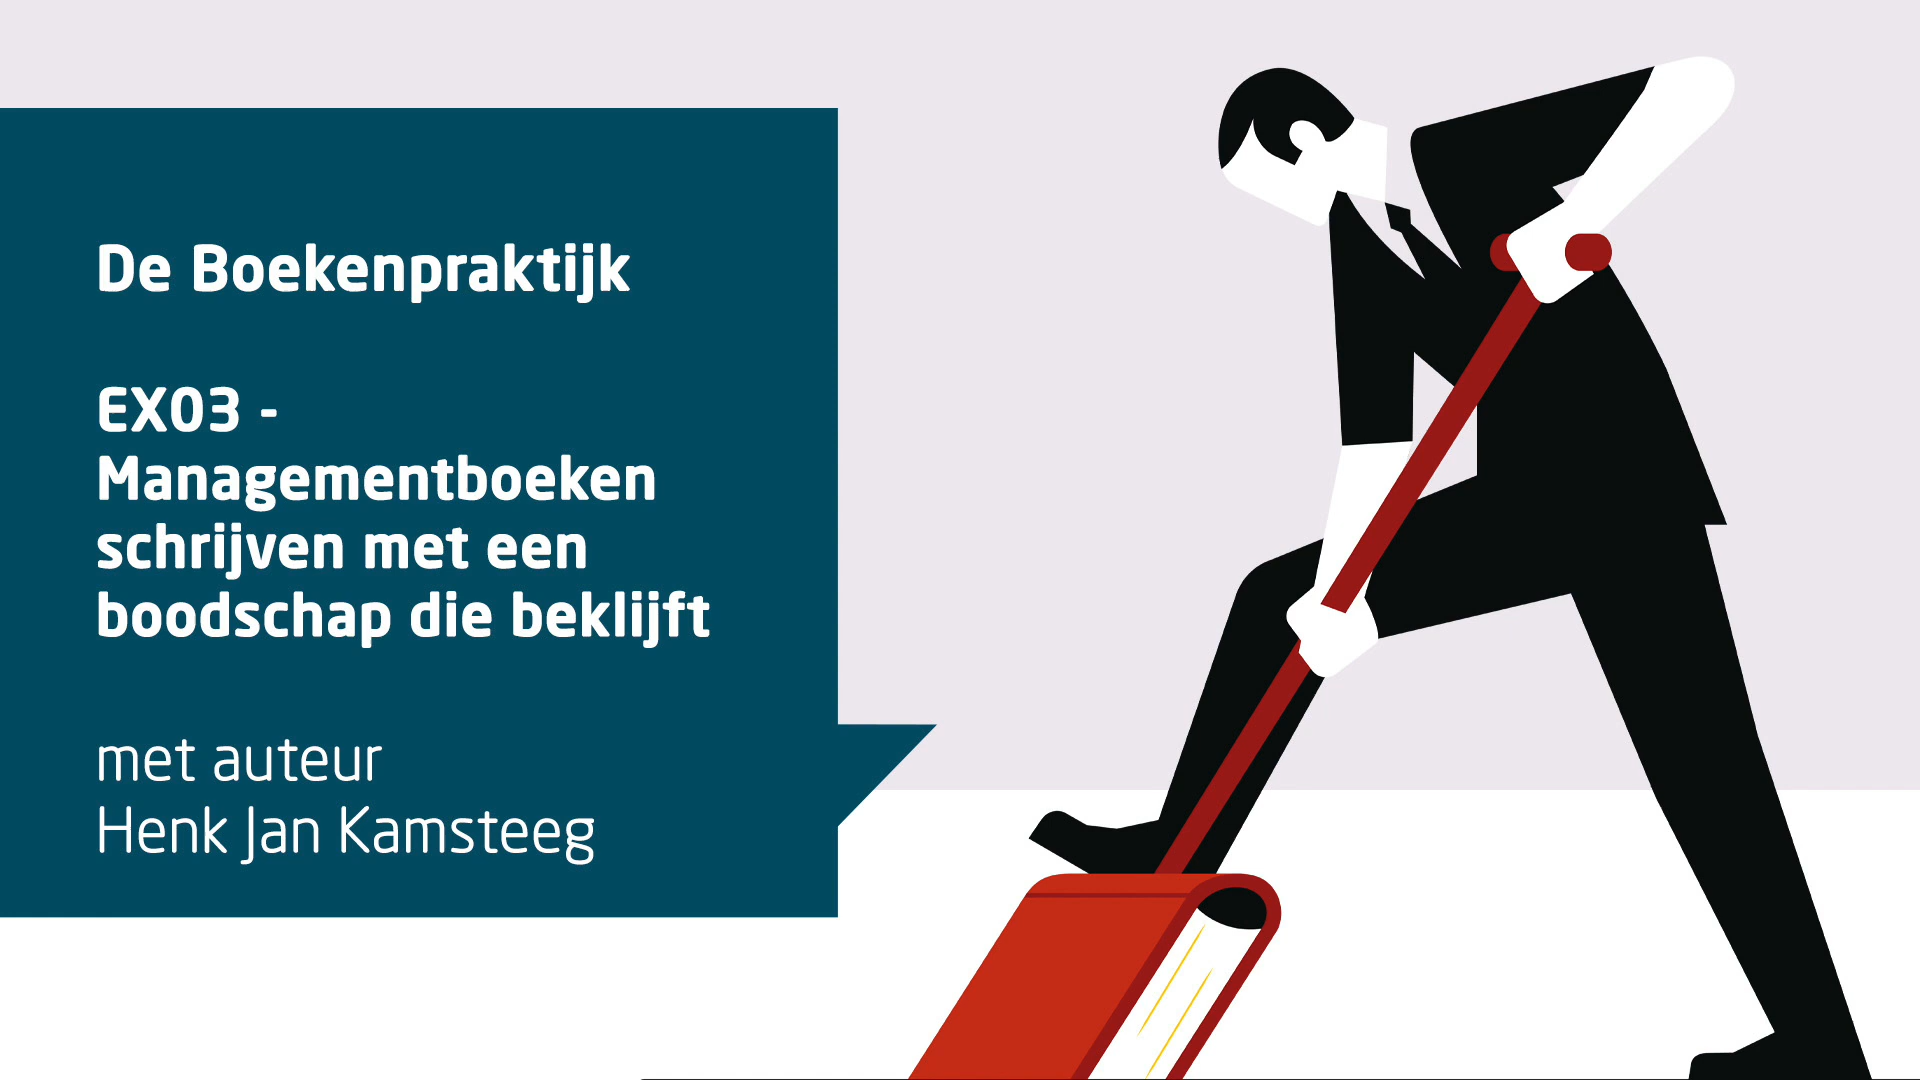 De Boekenpraktijk
EX03 -
Managementboeken
schrijven met een
boodschap die beklijft
met auteur
Henk Jan Kamsteeg